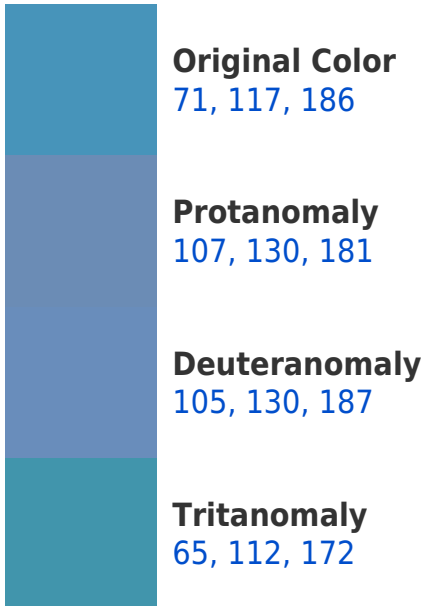 Original Color
71, 117, 186
Protanomaly
107, 130, 181
Deuteranomaly
105, 130, 187
Tritanomaly
65, 112, 172